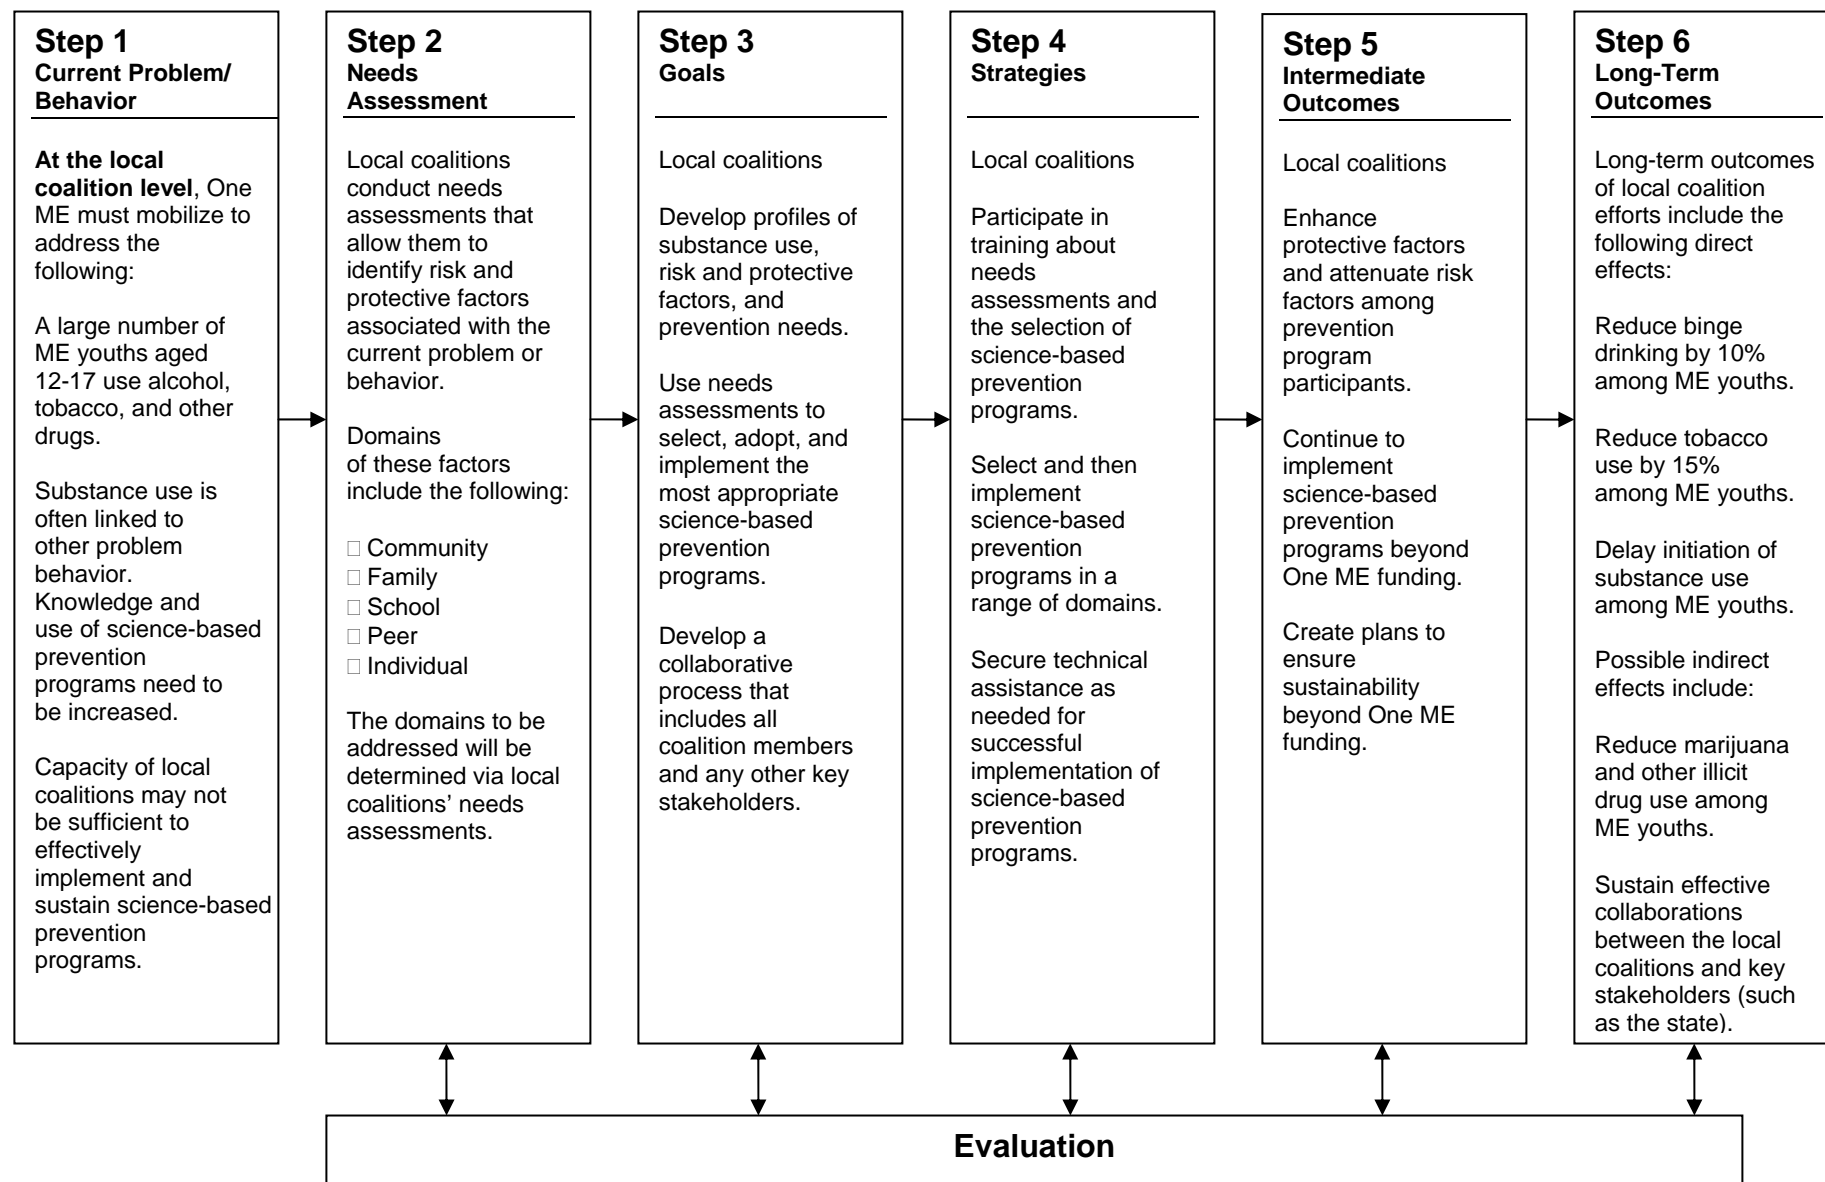 Step 1
Current Problem/
Behavior
At the local
coalition level, One
ME must mobilize to
address the
following:
A large number of
ME youths aged
12-17 use alcohol,
tobacco, and other
drugs.
Substance use is
often linked to
other problem
behavior.
Knowledge and
use of science-based
prevention
programs need to
be increased.
Capacity of local
coalitions may not
be sufficient to
effectively
implement and
sustain science-based
prevention
programs.
Step 2
Needs
Assessment
Local coalitions
conduct needs
assessments that
allow them to
identify risk and
protective factors
associated with the
current problem or
behavior.
Domains
of these factors
include the following:
□ Community
□ Family
□ School
□ Peer
□ Individual
The domains to be
addressed will be
determined via local
coalitions’ needs
assessments.
Step 3
Goals
Local coalitions
Develop profiles of
substance use,
risk and protective
factors, and
prevention needs.
Use needs
assessments to
select, adopt, and
implement the
most appropriate
science-based
prevention
programs.
Develop a
collaborative
process that
includes all
coalition members
and any other key
stakeholders.
Step 4
Strategies
Local coalitions
Participate in
training about
needs
assessments and
the selection of
science-based
prevention
programs.
Select and then
implement
science-based
prevention
programs in a
range of domains.
Secure technical
assistance as
needed for
successful
implementation of
science-based
prevention
programs.
Step 5
Intermediate
Outcomes
Local coalitions
Enhance
protective factors
and attenuate risk
factors among
prevention
program
participants.
Continue to
implement
science-based
prevention
programs beyond
One ME funding.
Create plans to
ensure
sustainability
beyond One ME
funding.
Step 6
Long-Term
Outcomes
Long-term outcomes
of local coalition
efforts include the
following direct
effects:
Reduce binge
drinking by 10%
among ME youths.
Reduce tobacco
use by 15%
among ME youths.
Delay initiation of
substance use
among ME youths.
Possible indirect
effects include:
Reduce marijuana
and other illicit
drug use among
ME youths.
Sustain effective
collaborations
between the local
coalitions and key
stakeholders (such
as the state).
Evaluation